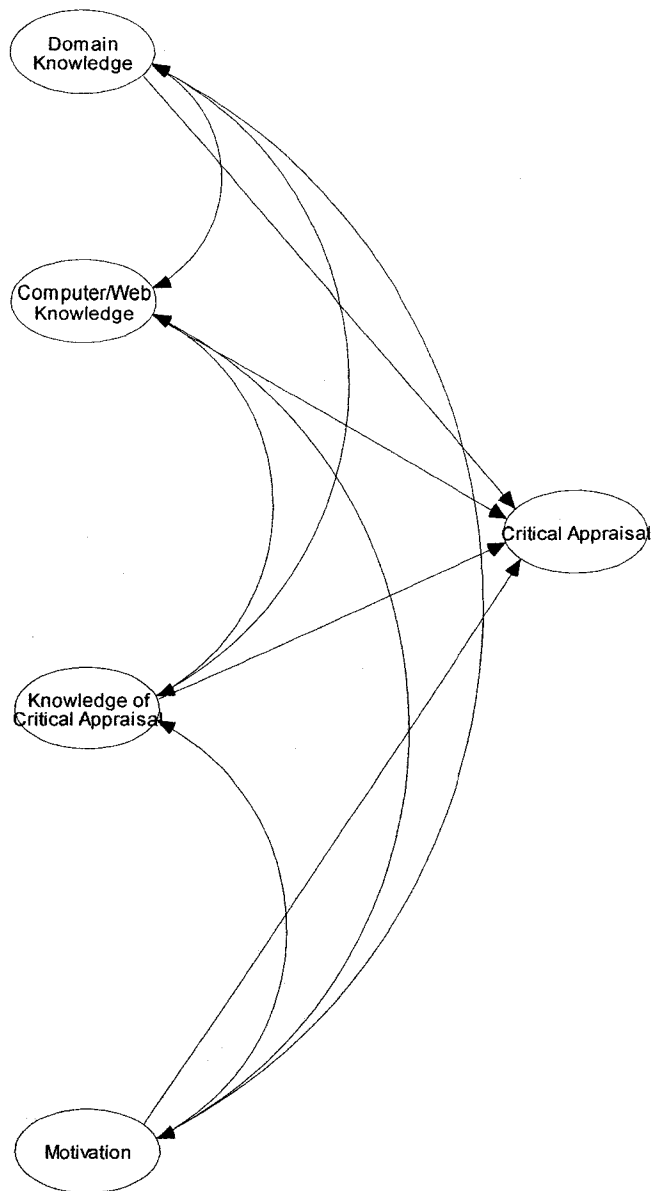 Domain
Knowledge
Computer/Web
Knowledge
Critical Appraisal
Knowledge of
Critical Appraisal
Motivation